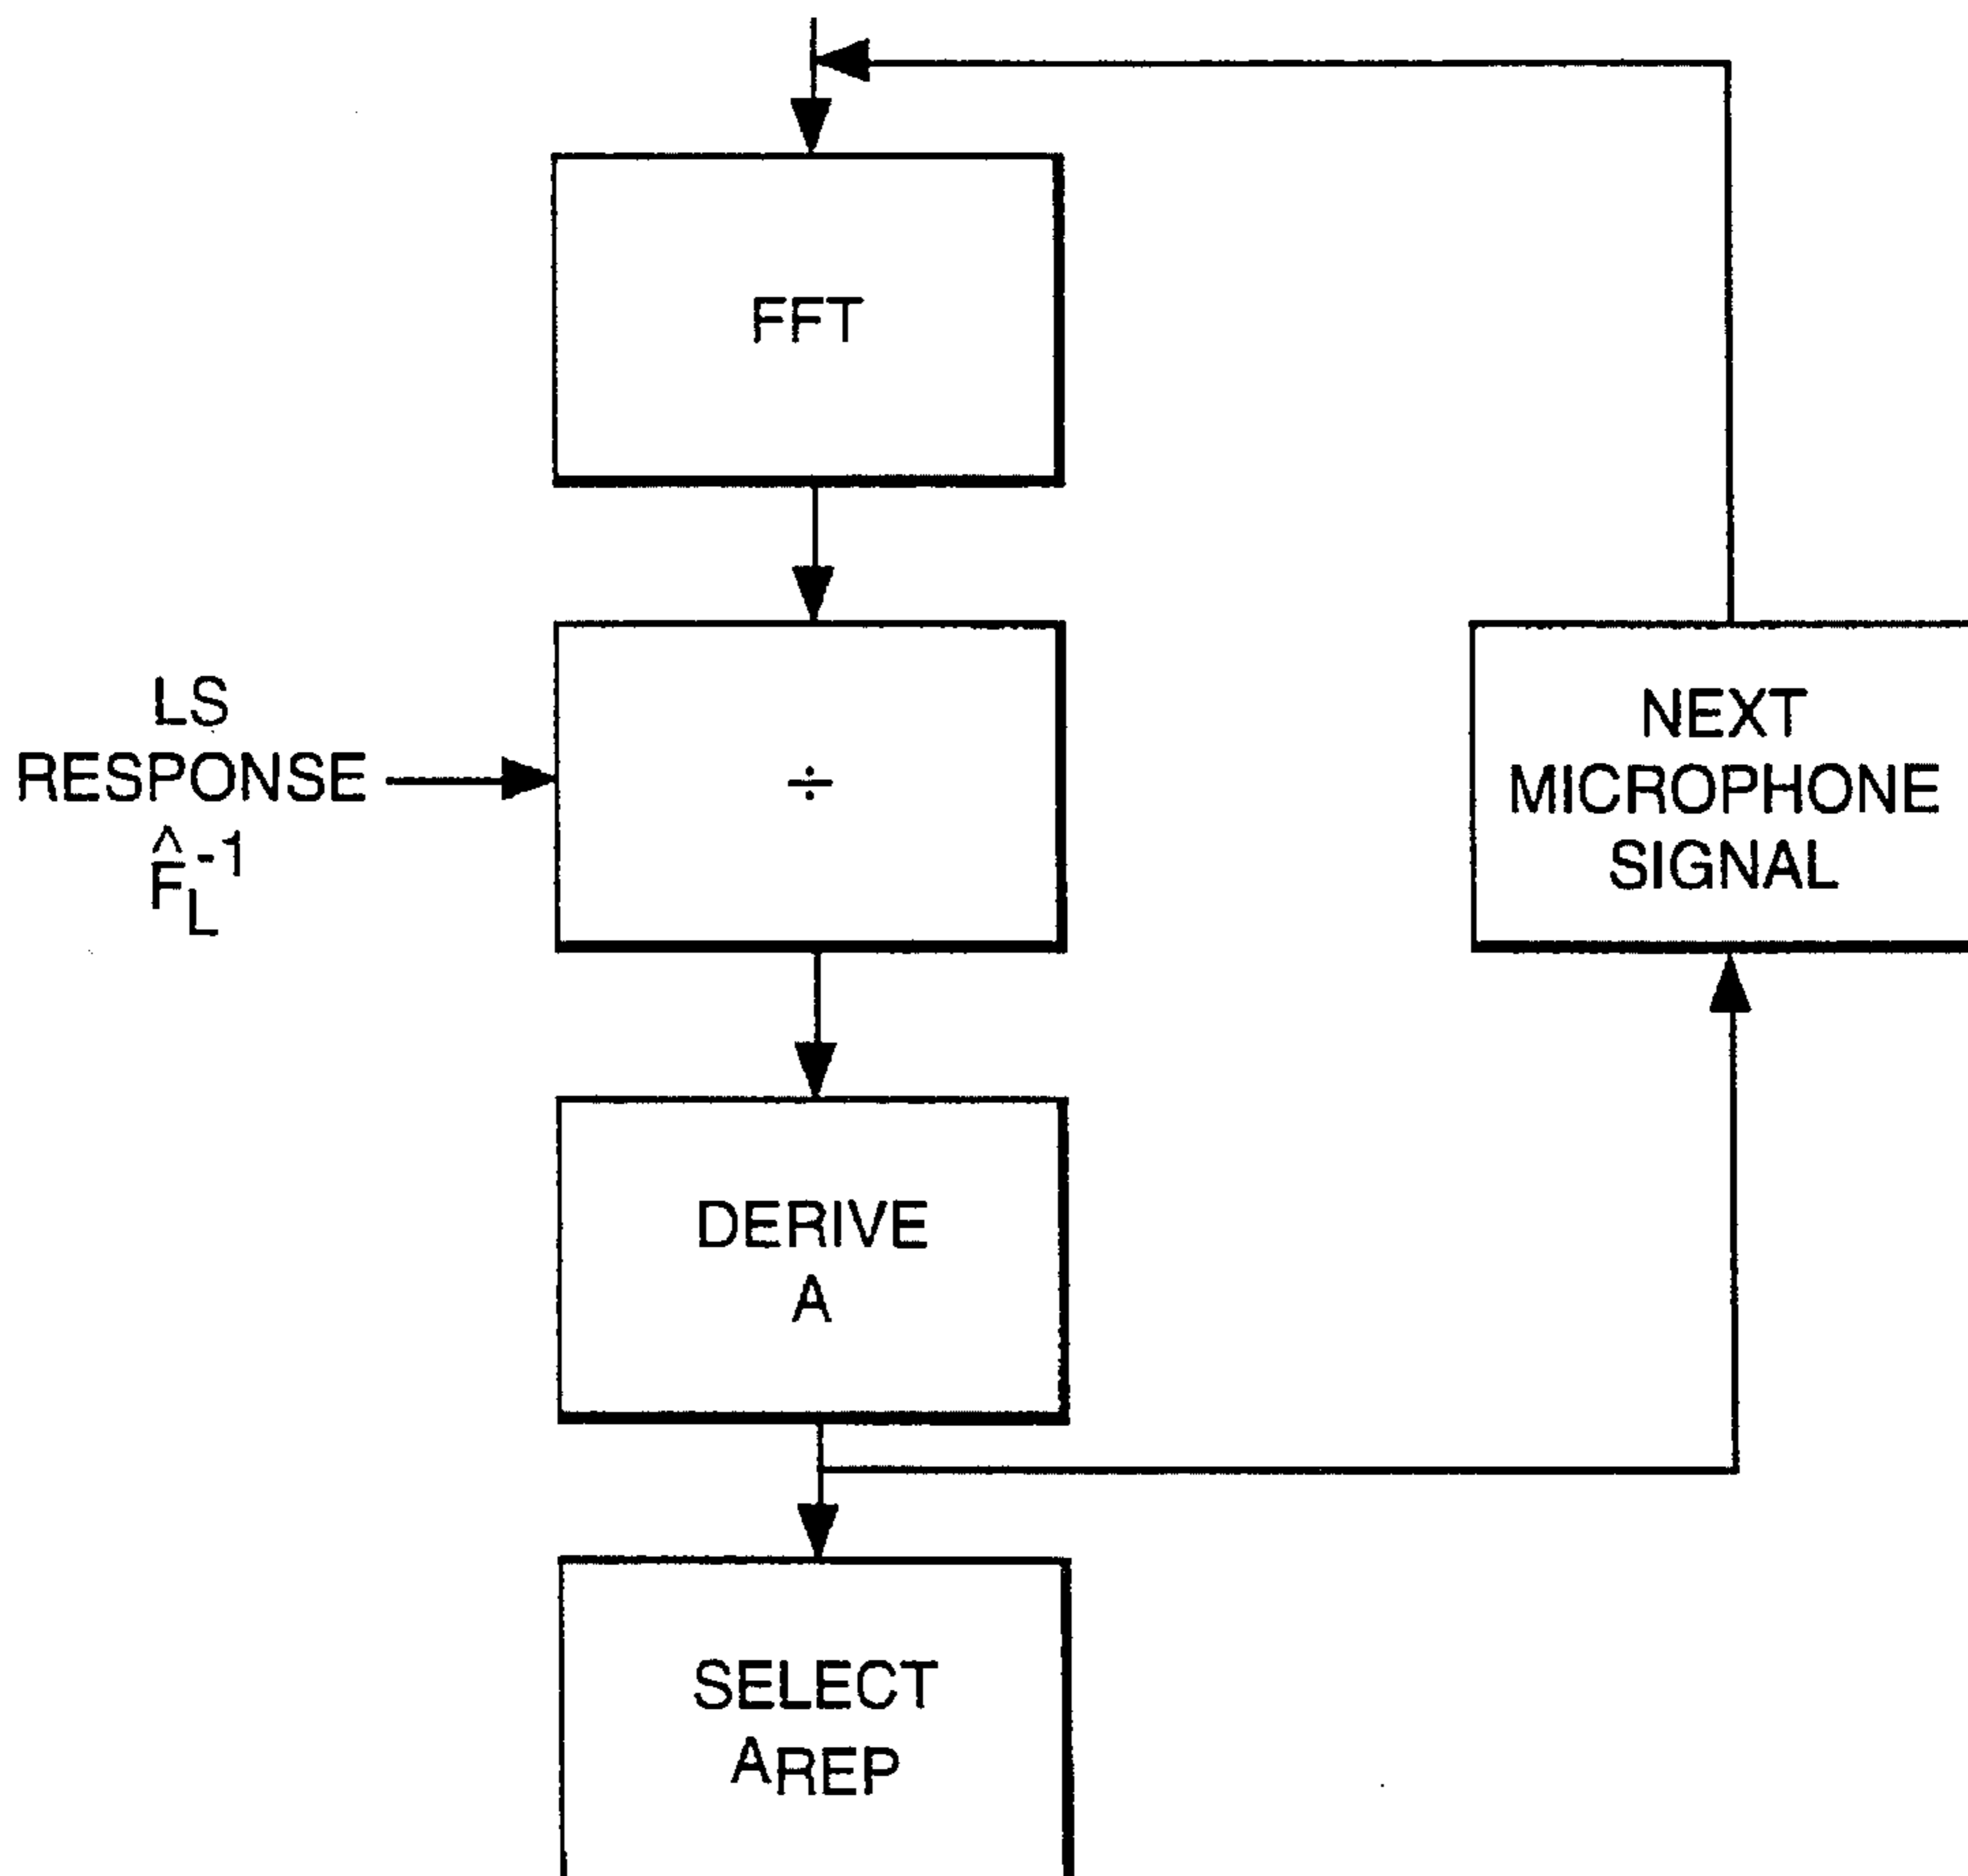 FFT
LS
RESPONSE
F̂L-1
÷
NEXT
MICROPHONE
SIGNAL
DERIVE
A
SELECT
AREP